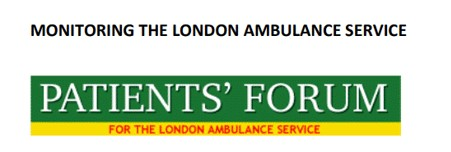 MONITORING THE LONDON AMBULANCE SERVICE
PATIENTS' FORUM
FOR THE LONDON AMBULANCE SERVICE